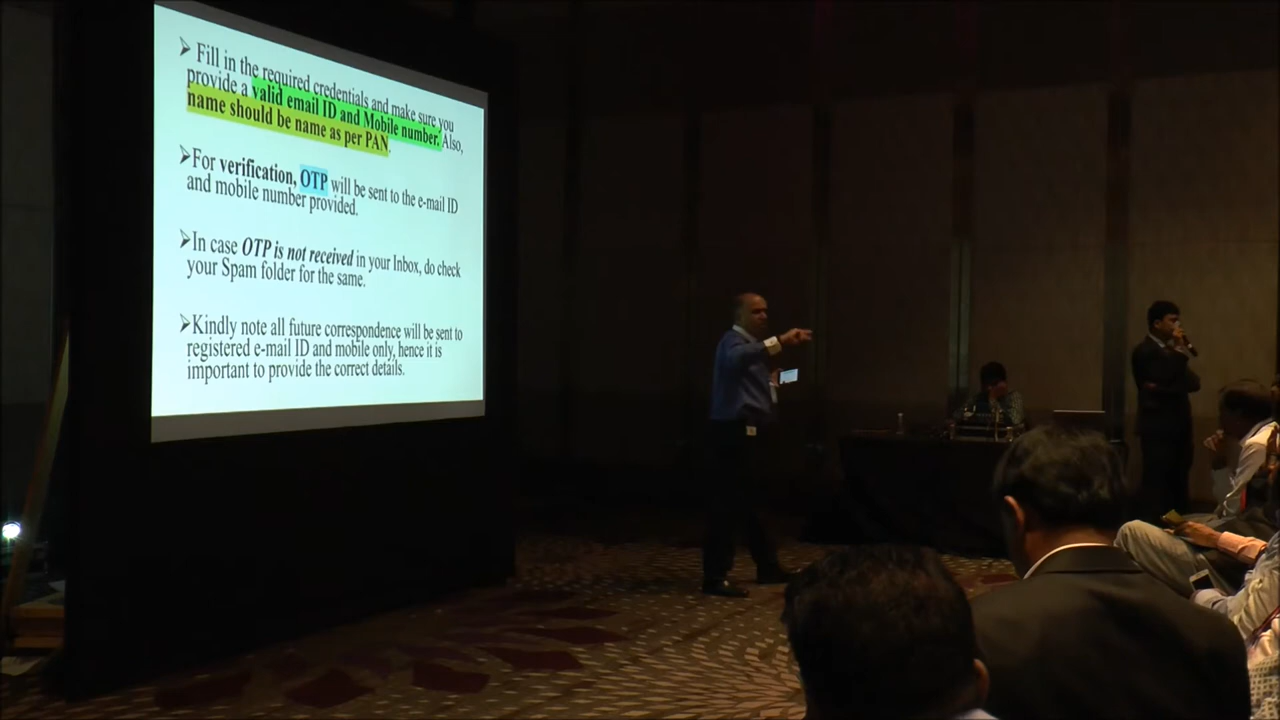 ➢ Fill in the required credentials and make sure you
provide a valid email ID and Mobile number. Also,
name should be name as per PAN.
➢For verification, OTP will be sent to the e-mail ID
and mobile number provided.
➢In case OTP is not received in your Inbox, do check
your Spam folder for the same.
➢Kindly note all future correspondence will be sent to
registered e-mail ID and mobile only, hence it is
important to provide the correct details.